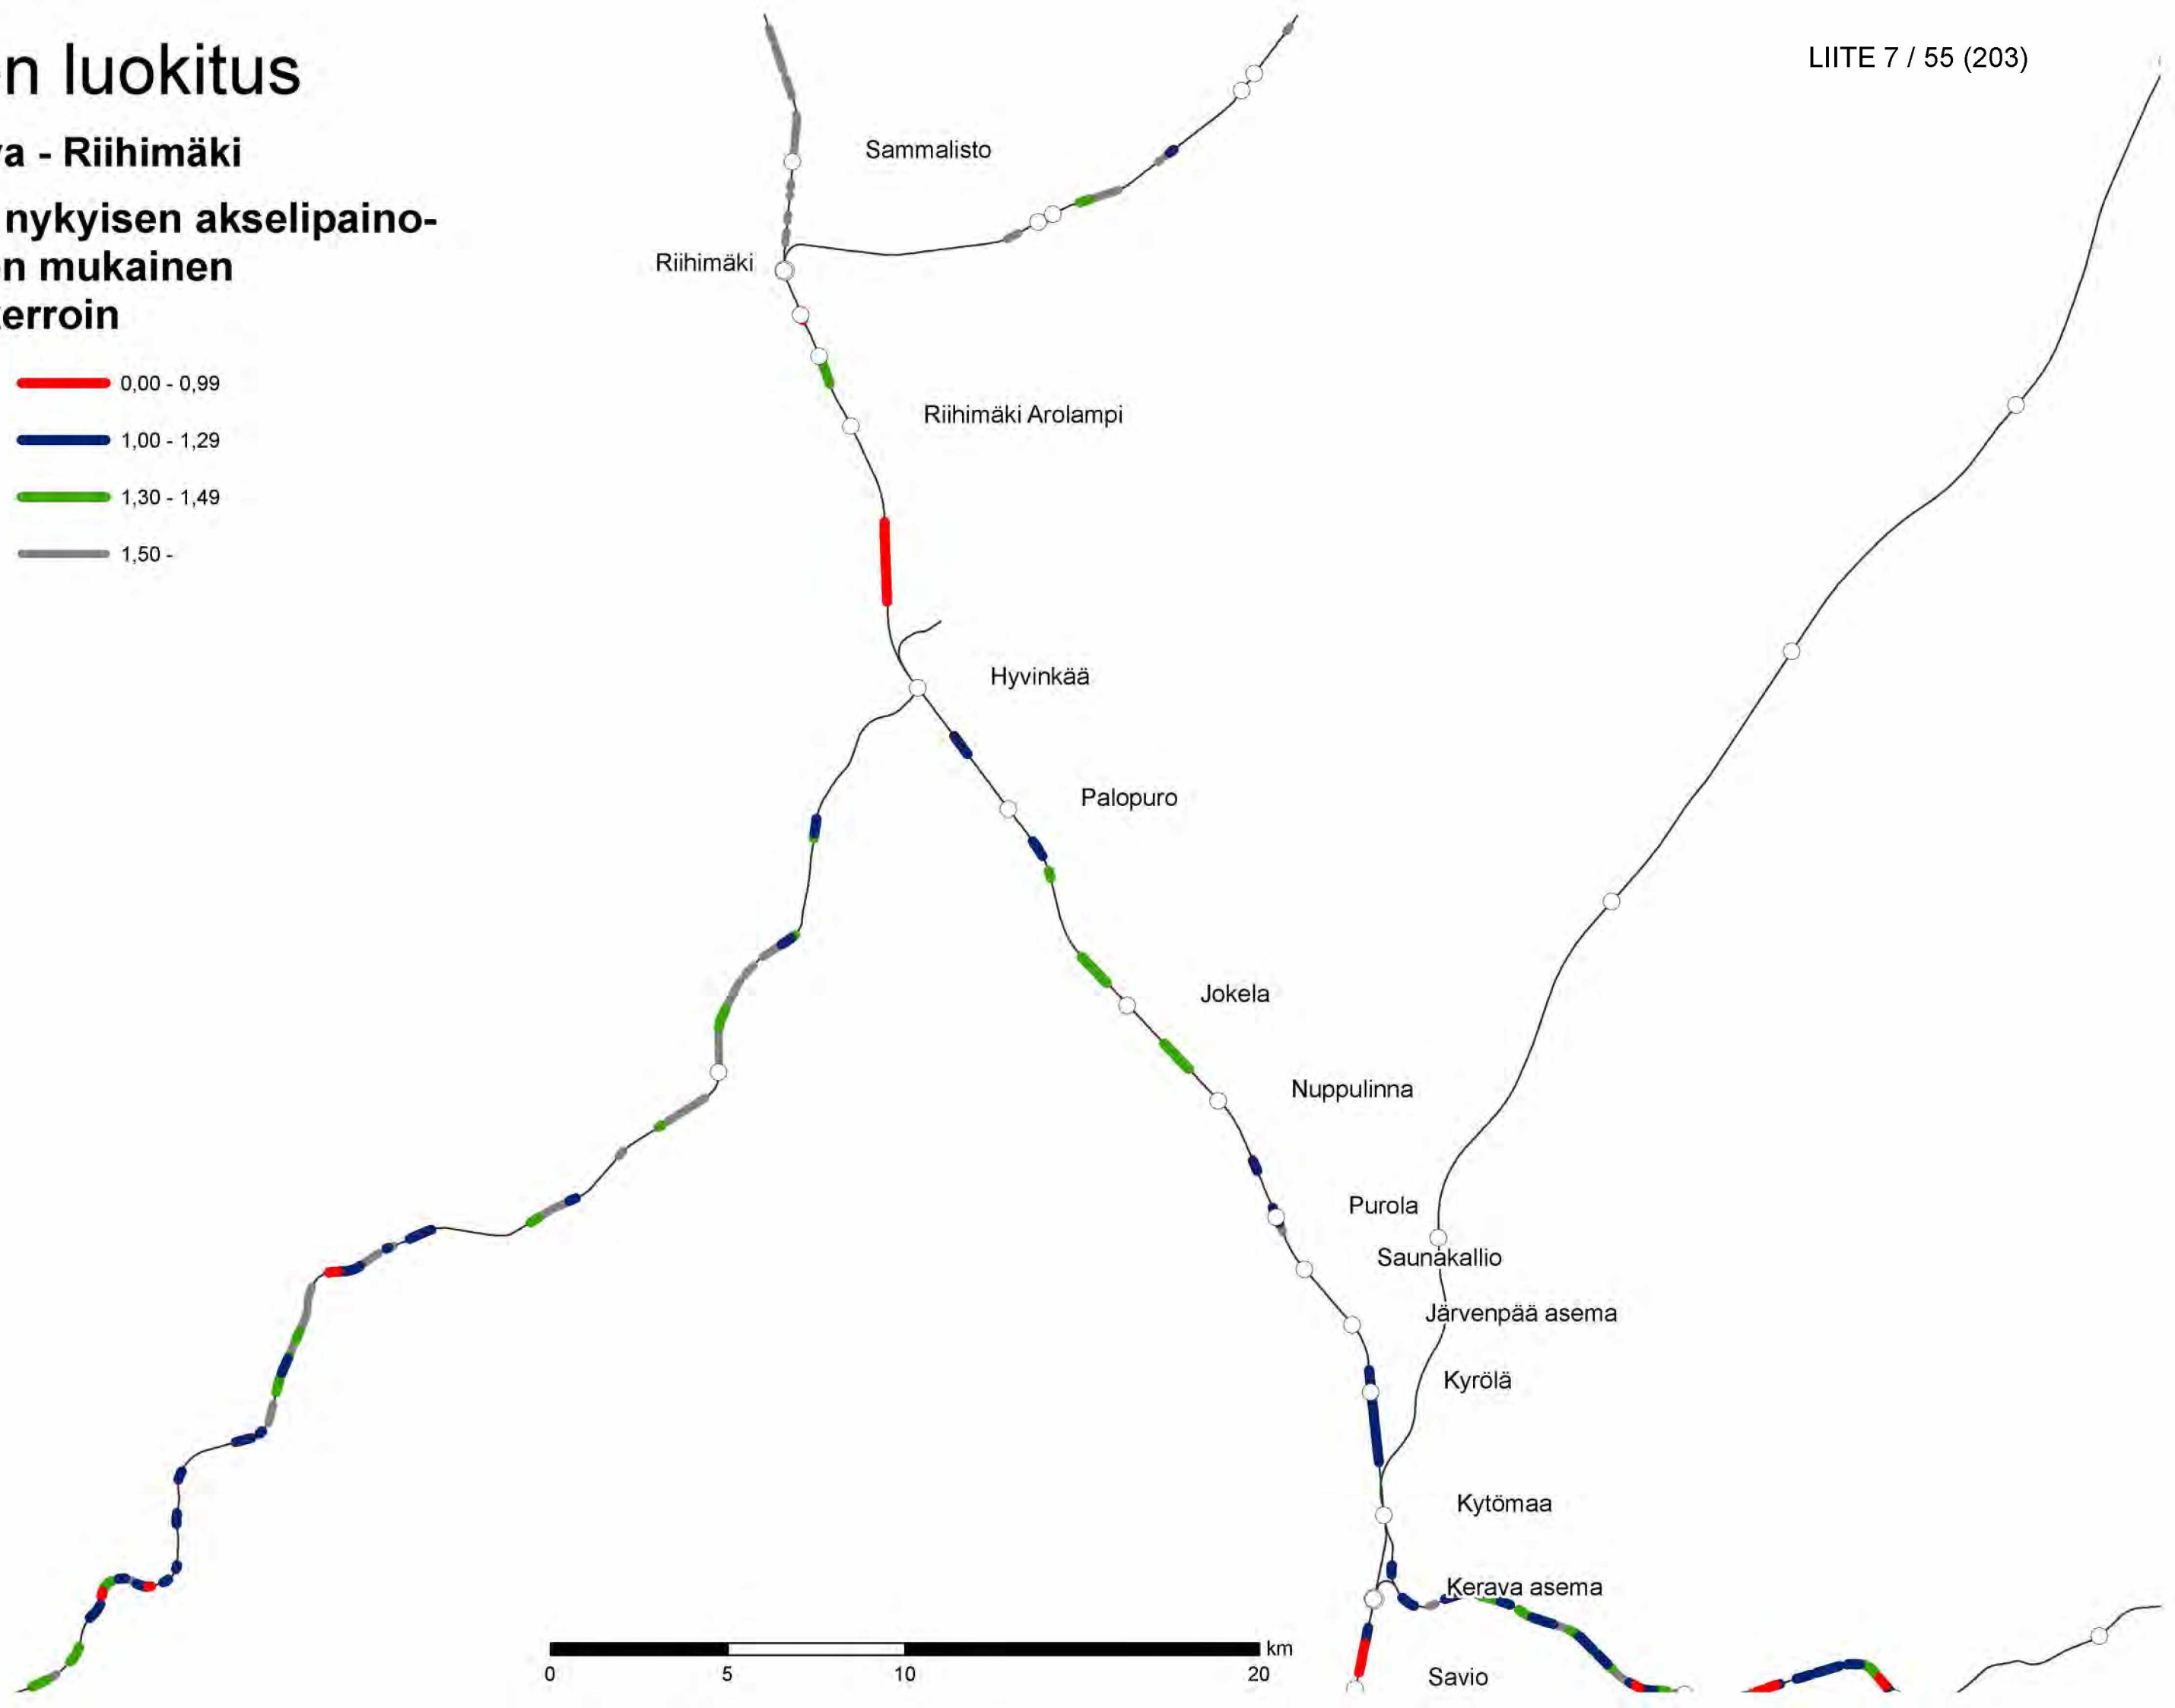 n luokitus
LIITE 7 / 55 (203)
a - Riihimäki
nykyisen akselipaino-
n mukainen
erroin
0,00 - 0,99
1,00 - 1,29
1,30 - 1,49
1,50 -
Sammalisto
Riihimäki
Riihimäki Arolampi
Hyvinkää
Palopuro
Jokela
Nuppulinna
Purola
Saunakallio
Järvenpää asema
Kyrölä
Kytömaa
Kerava asema
Savio
km
0 5 10 20